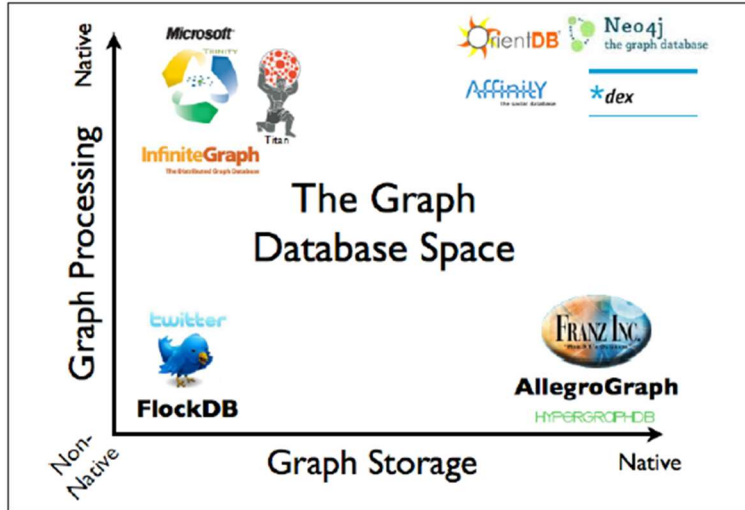 Microsoft
TRINITY
Titan
InfiniteGraph
The Distributed Graph Database
OrientDB
Neo4j
the graph database
AFFINITY
*dex
The Graph
Database Space
twitter
FlockDB
FRANZ INC.
AllegroGraph
HYPERGRAPHDB
Native
Graph Processing
Non-
Native
Graph Storage
Native